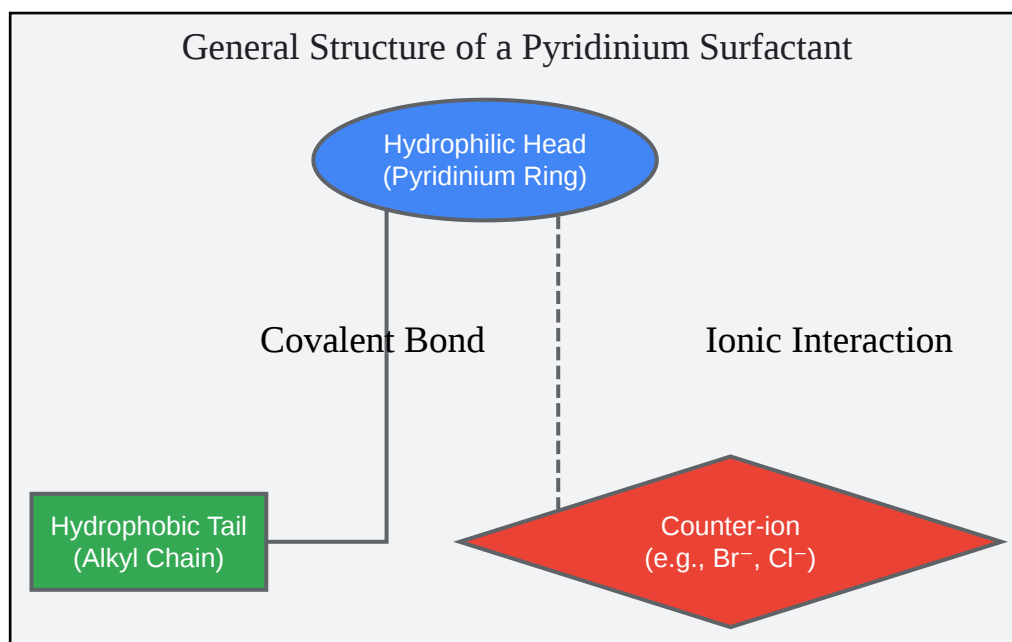 General Structure of a Pyridinium Surfactant
Hydrophilic Head
(Pyridinium Ring)
Covalent Bond
Ionic Interaction
Hydrophobic Tail
(Alkyl Chain)
Counter-ion
(e.g., Br⁻, Cl⁻)